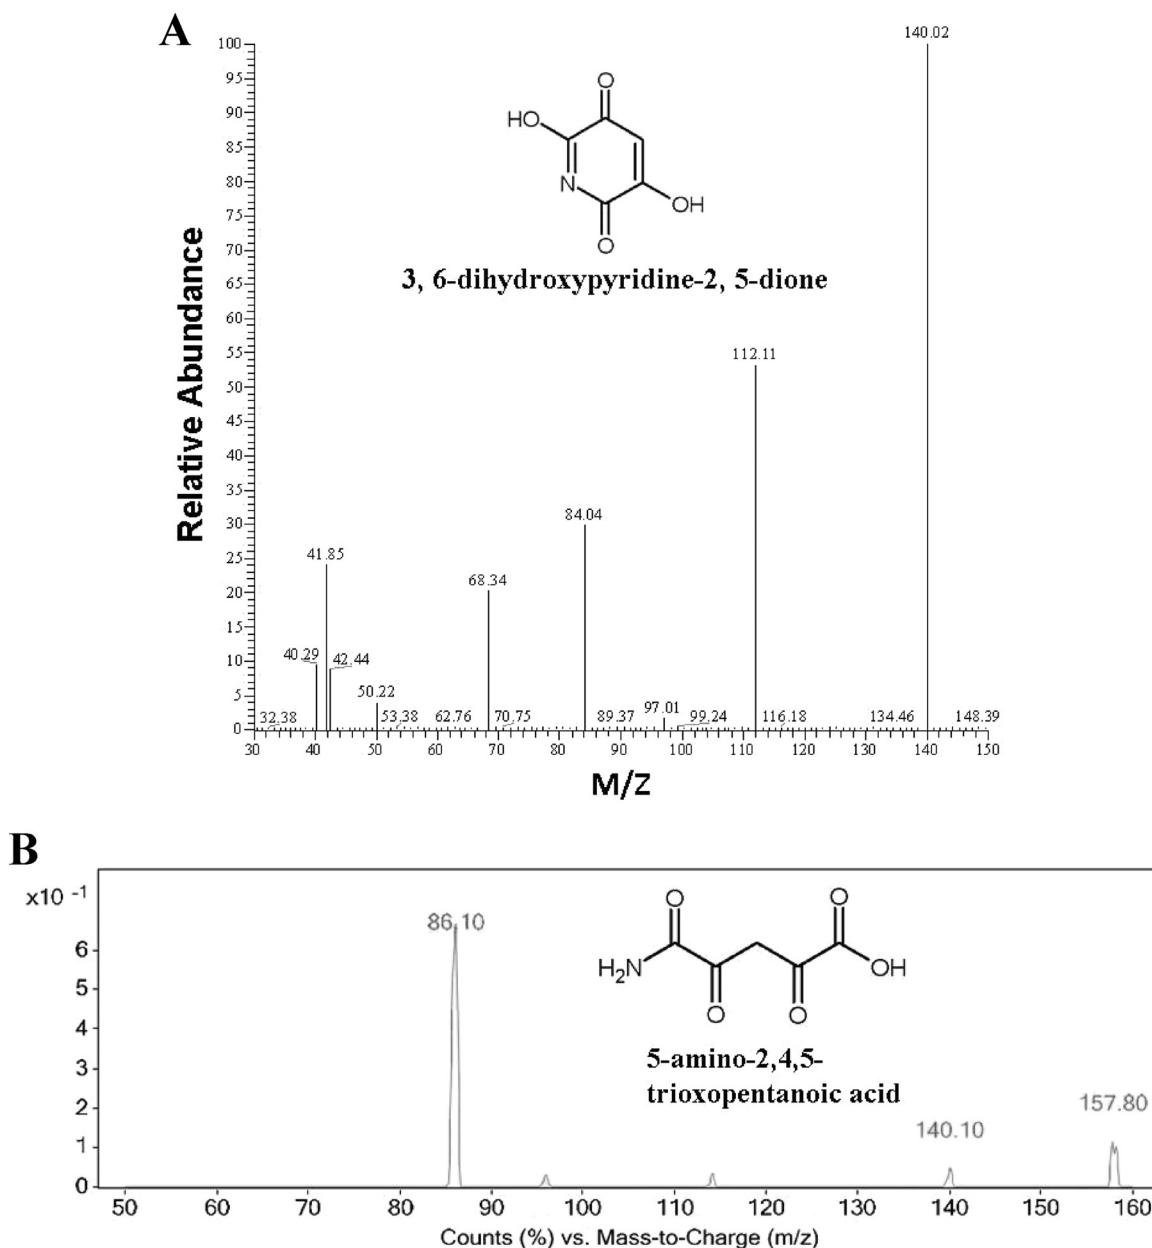 A
140.02
100
95
90
85
80
75
70
65
60
55
50
45
40
35
30
25
20
15
10
5
0
Relative Abundance
O
HO
N
OH
O
3, 6-dihydroxypyridine-2, 5-dione
112.11
84.04
41.85
68.34
40.29
42.44
50.22
32.38
53.38
62.76
70.75
89.37
97.01
99.24
116.18
134.46
148.39
30 40 50 60 70 80 90 100 110 120 130 140 150
M/Z
B
x10 -1
86.10
O O
H2N OH
O O
5-amino-2,4,5-
trioxopentanoic acid
157.80
140.10
6
5
4
3
2
1
0
50 60 70 80 90 100 110 120 130 140 150 160
Counts (%) vs. Mass-to-Charge (m/z)